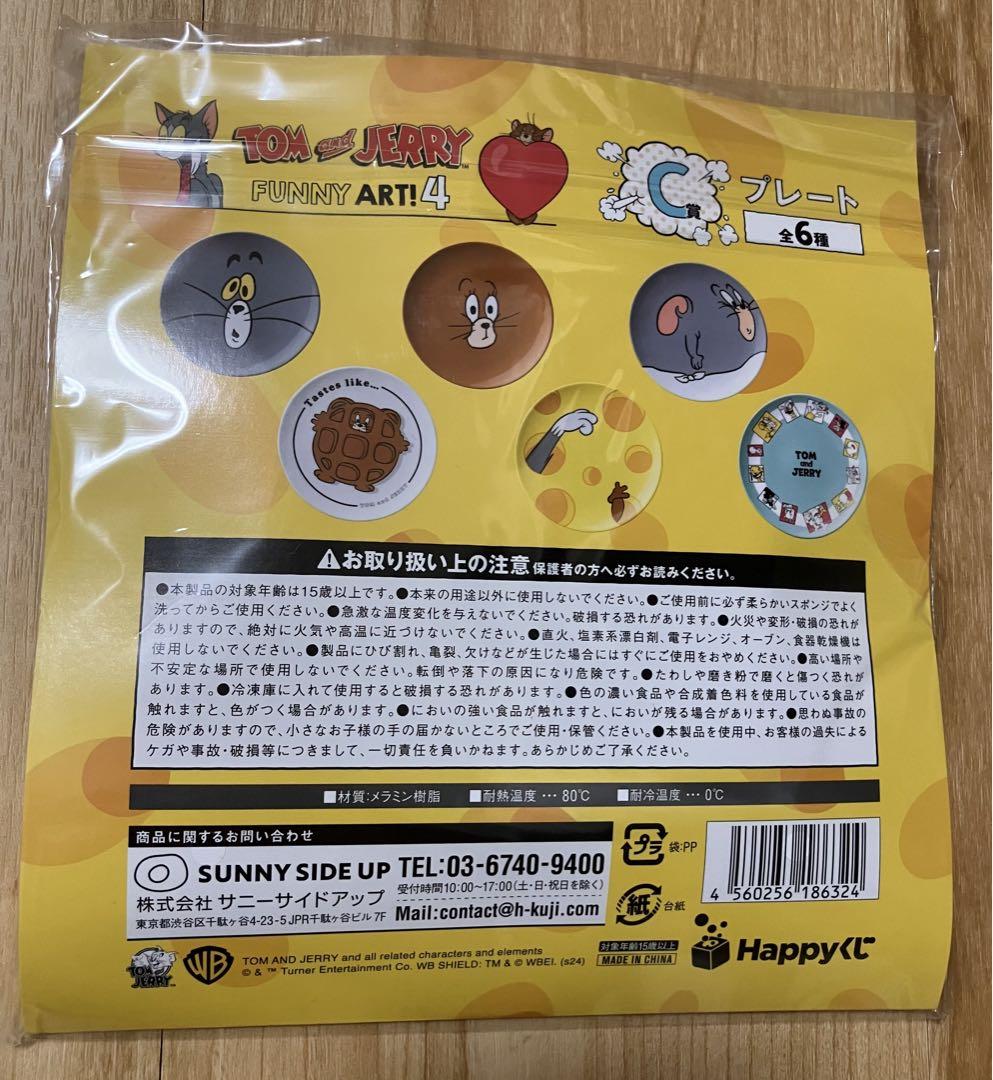 TOM and JERRY™
FUNNY ART! 4
C賞
プレート
全6種
Tastes like...
TOM AND JERRY
TOM
and
JERRY
⚠お取り扱い上の注意 保護者の方へ必ずお読みください。
●本製品の対象年齢は15歳以上です。●本来の用途以外に使用しないでください。●ご使用前に必ず柔らかいスポンジでよく
洗ってからご使用ください。●急激な温度変化を与えないでください。破損する恐れがあります。●火災や変形・破損の恐れが
ありますので、絶対に火気や高温に近づけないでください。●直火、塩素系漂白剤、電子レンジ、オーブン、食器乾燥機は
使用しないでください。●製品にひび割れ、亀裂、欠けなどが生じた場合にはすぐにご使用をおやめください。●高い場所や
不安定な場所で使用しないでください。転倒や落下の原因になり危険です。●たわしや磨き粉で磨くと傷つく恐れが
あります。●冷凍庫に入れて使用すると破損する恐れがあります。●色の濃い食品や合成着色料を使用している食品が
触れますと、色がつく場合があります。●においの強い食品が触れますと、においが残る場合があります。●思わぬ事故の
危険がありますので、小さなお子様の手の届かないところでご使用・保管ください。●本製品を使用中、お客様の過失による
ケガや事故・破損等につきまして、一切責任を負いかねます。あらかじめご了承ください。
■材質:メラミン樹脂 ■耐熱温度…80℃ ■耐冷温度…0℃
商品に関するお問い合わせ
SUNNY SIDE UP
株式会社 サニーサイドアップ
東京都渋谷区千駄ヶ谷4-23-5 JPR千駄ヶ谷ビル 7F
TEL:03-6740-9400
受付時間10:00~17:00(土・日・祝日を除く)
Mail:contact@h-kuji.com
プラ 袋:PP
紙 台紙
4 560256 186324
TOM and JERRY™
WB
TOM AND JERRY and all related characters and elements
© & ™ Turner Entertainment Co. WB SHIELD: TM & © WBEI. (s24)
対象年齢15歳以上
MADE IN CHINA
Happyくじ